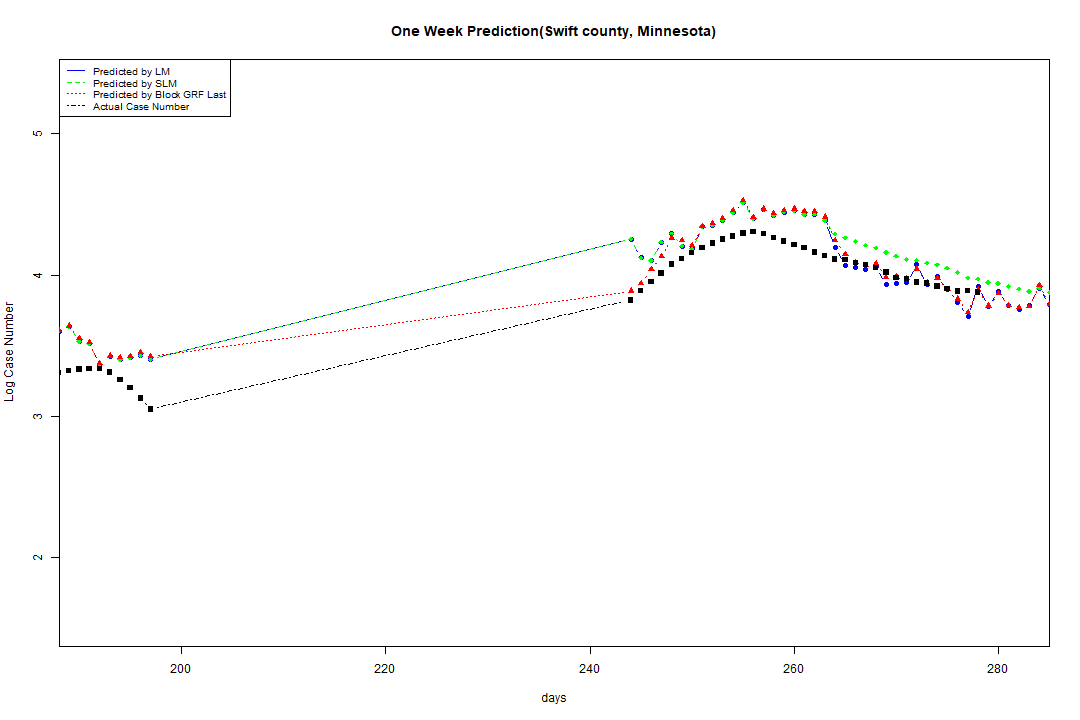 One Week Prediction(Swift county, Minnesota)
Predicted by LM
Predicted by SLM
Predicted by Block GRF Last
Actual Case Number
5
4
3
2
Log Case Number
200 220 240 260 280
days